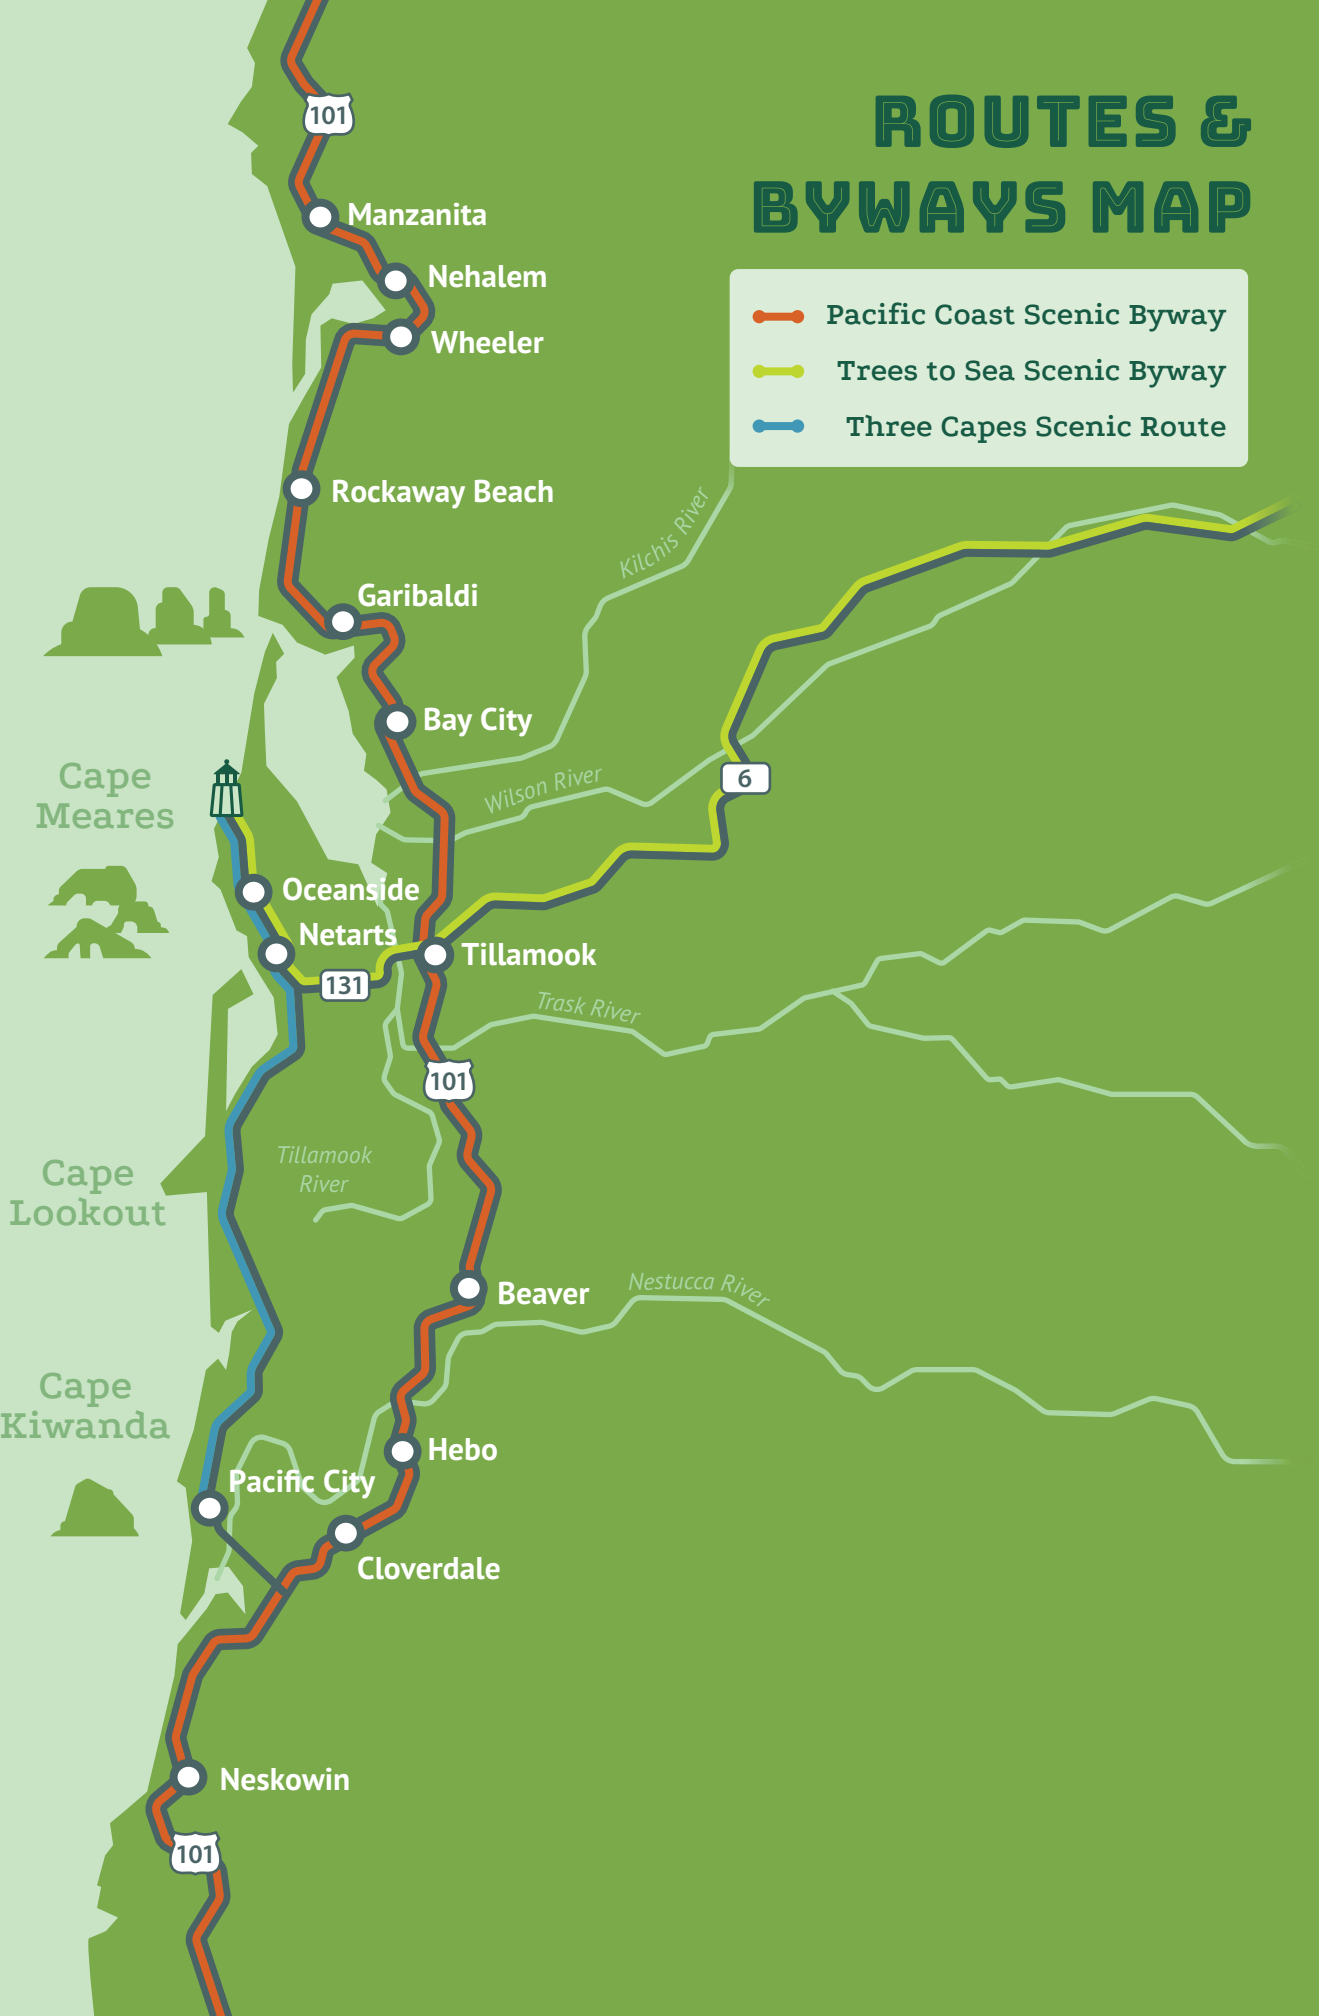 ROUTES &
BYWAYS MAP
Pacific Coast Scenic Byway
Trees to Sea Scenic Byway
Three Capes Scenic Route
101
Manzanita
Nehalem
Wheeler
Rockaway Beach
Kilchis River
Garibaldi
Bay City
Cape
Meares
Wilson River
6
Oceanside
Netarts
Tillamook
131
Trask River
101
Tillamook
River
Cape
Lookout
Beaver
Nestucca River
Cape
Kiwanda
Hebo
Pacific City
Cloverdale
Neskowin
101